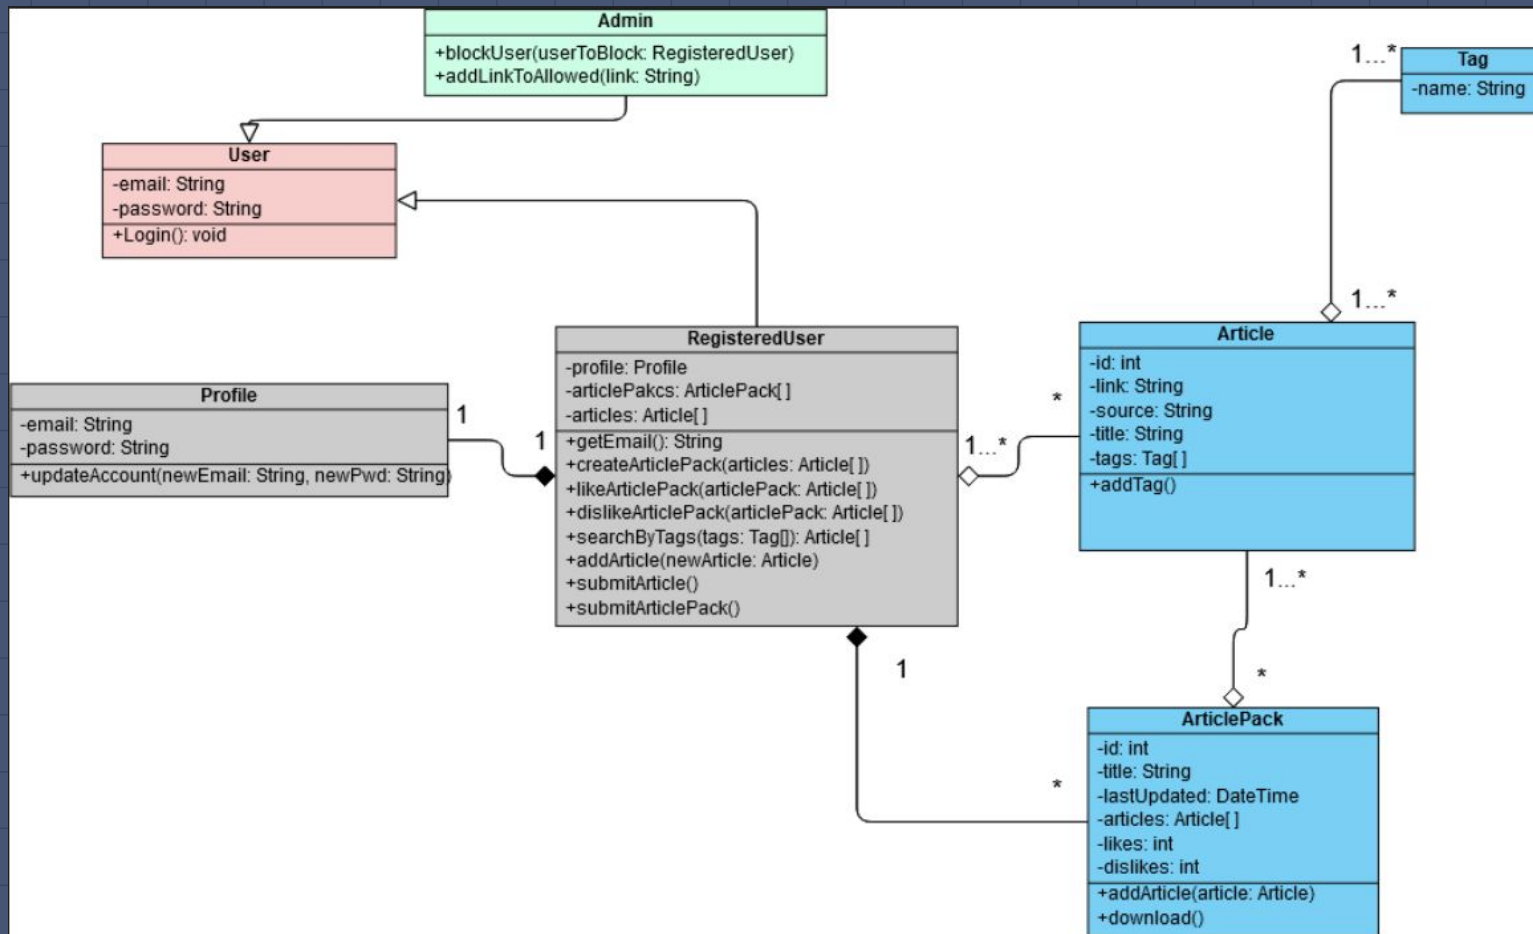 Admin
+blockUser(userToBlock: RegisteredUser)
+addLinkToAllowed(link: String)
1...*
Tag
-name: String
User
-email: String
-password: String
+Login(): void
1...*
RegisteredUser
-profile: Profile
-articlePakcs: ArticlePack[ ]
-articles: Article[ ]
+getEmail(): String
+createArticlePack(articles: Article[ ])
+likeArticlePack(articlePack: Article[ ])
+dislikeArticlePack(articlePack: Article[ ])
+searchByTags(tags: Tag[]): Article[ ]
+addArticle(newArticle: Article)
+submitArticle()
+submitArticlePack()
Article
-id: int
-link: String
-source: String
-title: String
-tags: Tag[ ]
+addTag()
Profile
-email: String
-password: String
+updateAccount(newEmail: String, newPwd: String)
1
1
1...*
*
1...*
*
1
*
ArticlePack
-id: int
-title: String
-lastUpdated: DateTime
-articles: Article[ ]
-likes: int
-dislikes: int
+addArticle(article: Article)
+download()